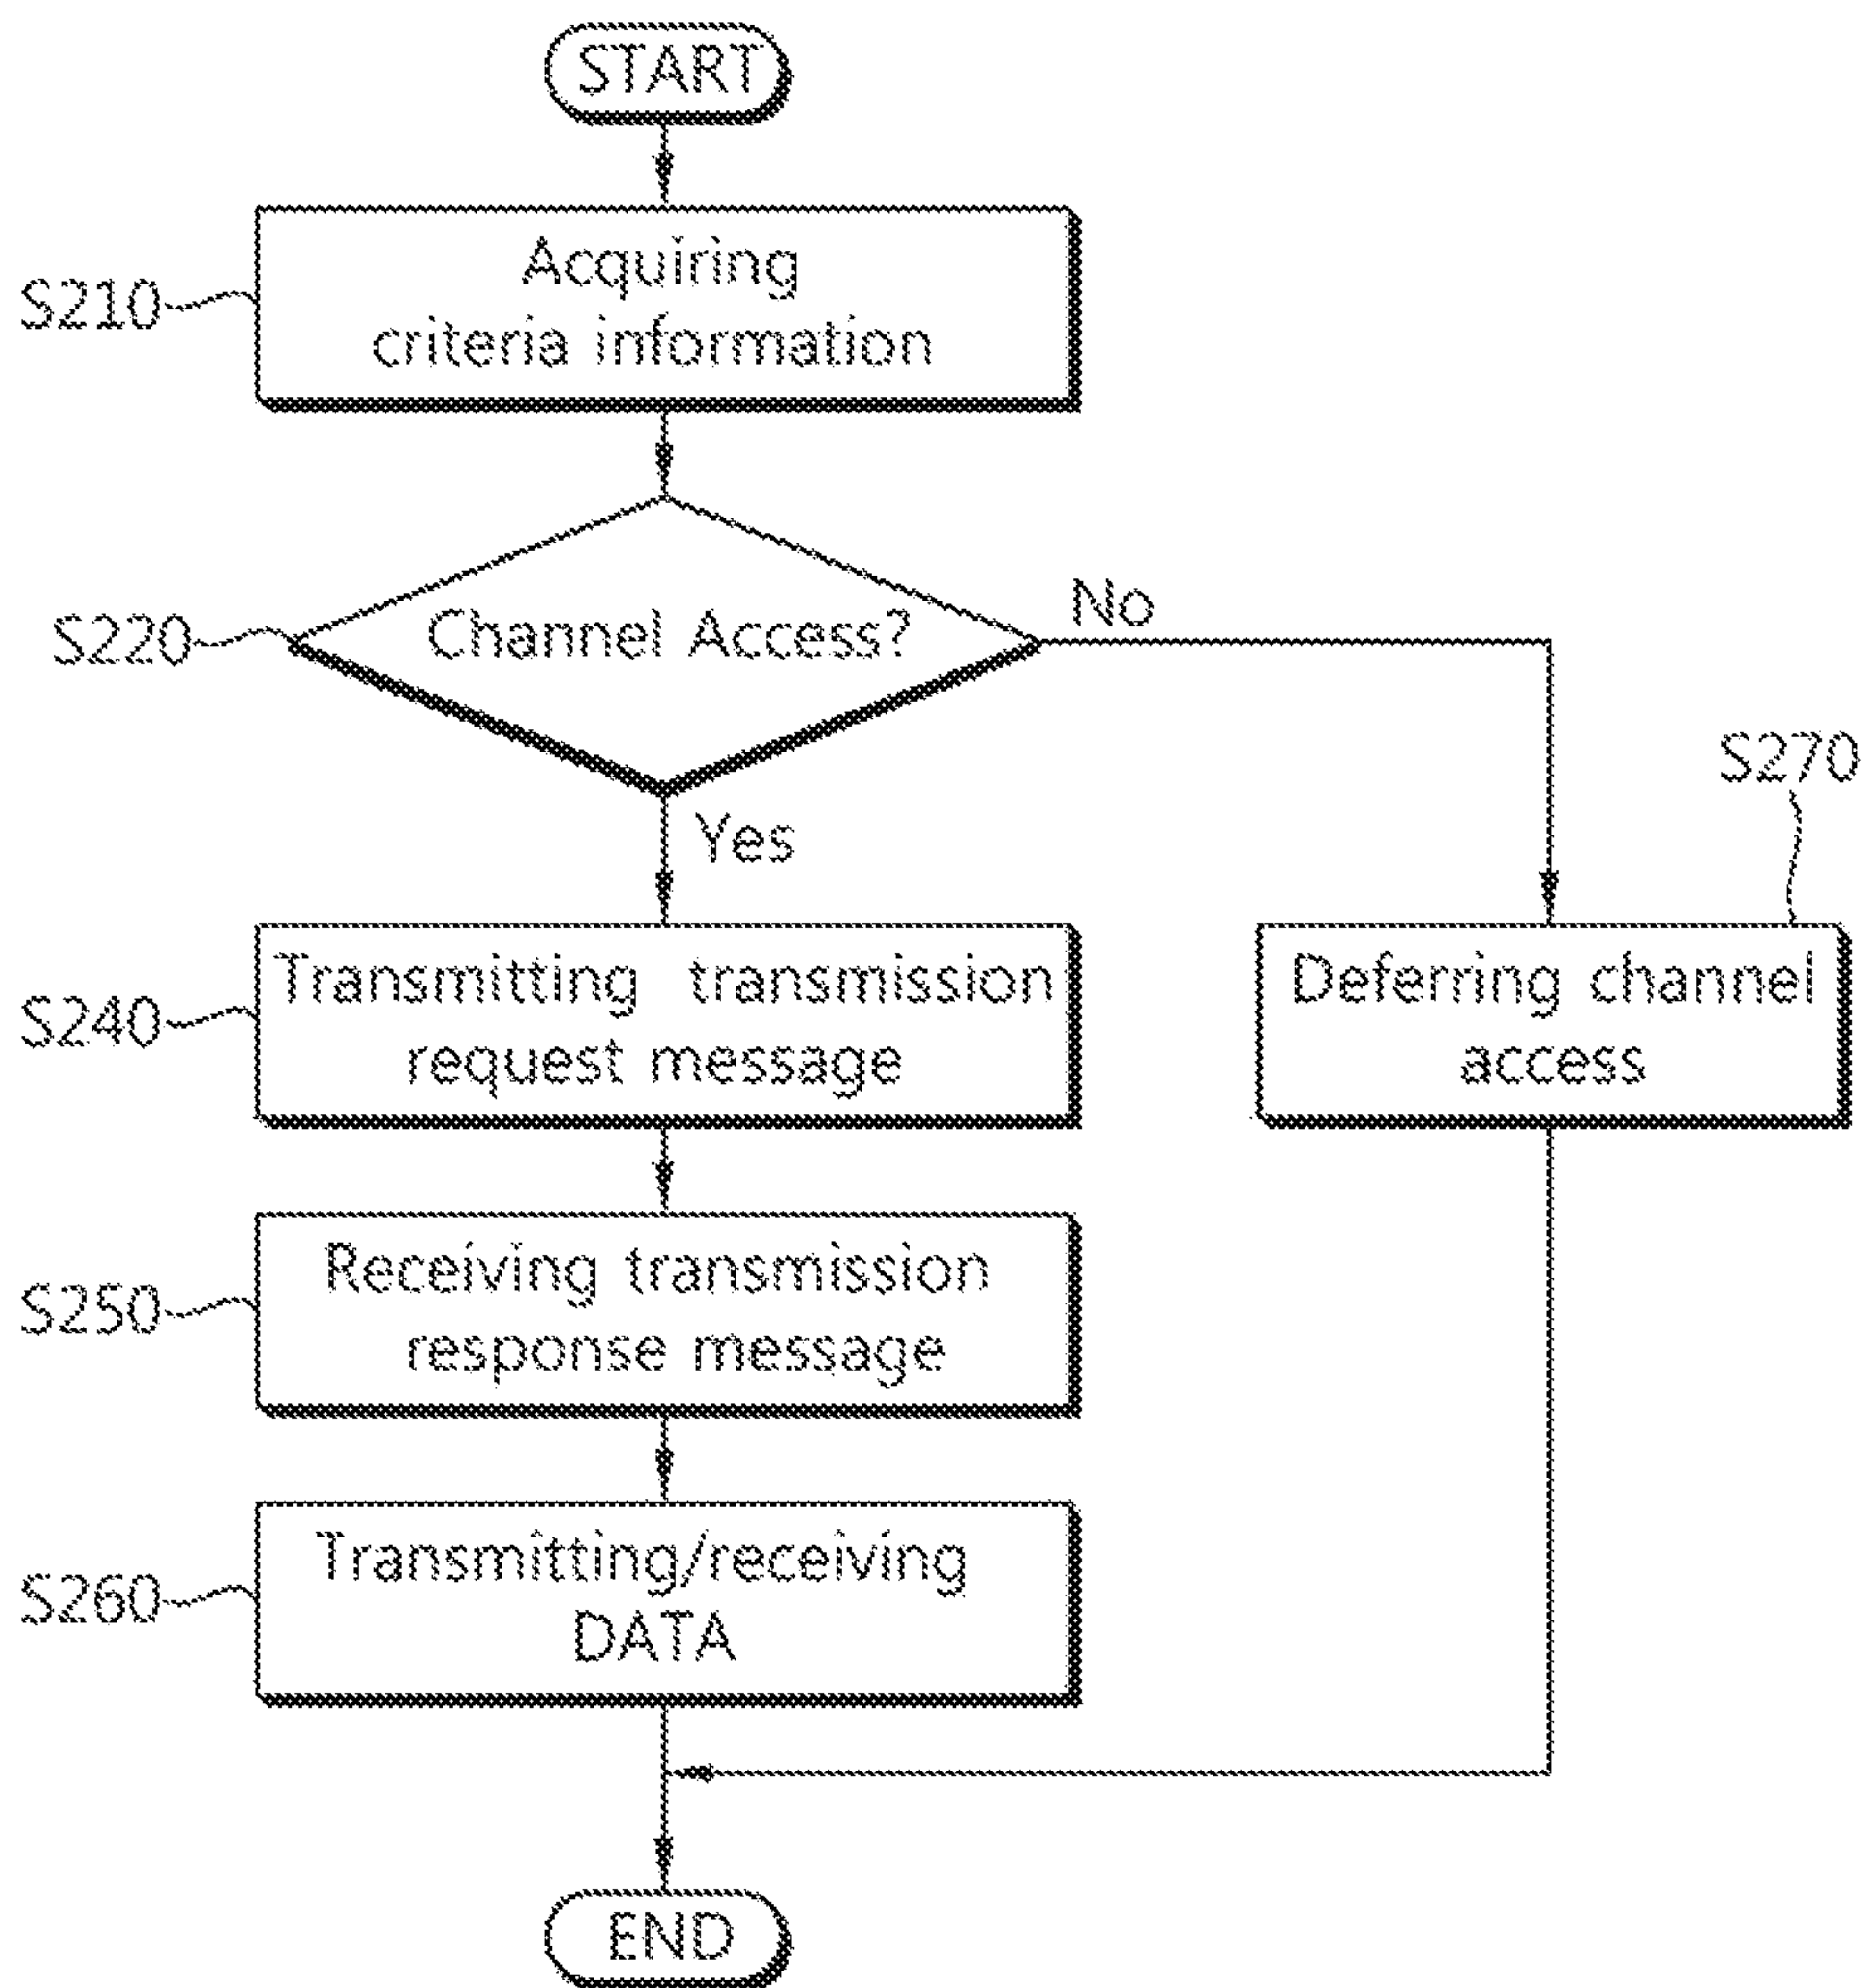 START
S210
Acquiring
criteria information
S220
Channel Access?
No
Yes
S270
S240
Transmitting transmission
request message
Deferring channel
access
S250
Receiving transmission
response message
S260
Transmitting/receiving
DATA
END